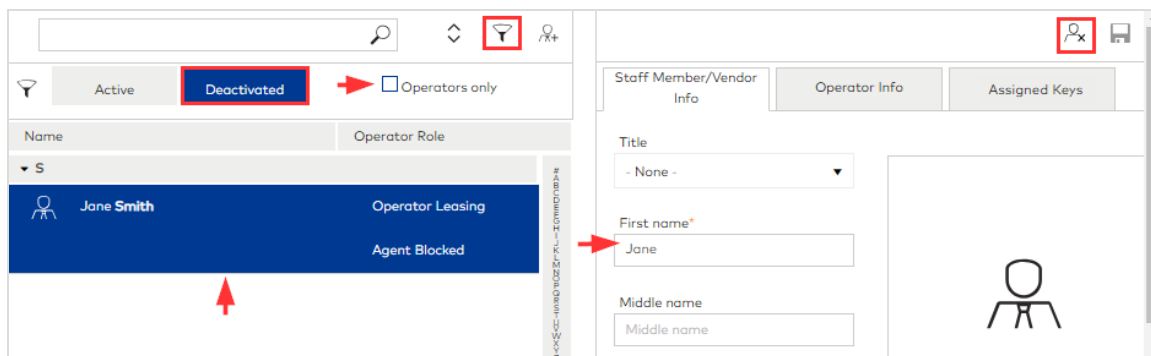 Active
Deactivated
Operators only
Name
Operator Role
S
Jane Smith
Operator Leasing
Agent Blocked
#
A
B
C
D
E
F
G
H
I
J
K
L
M
N
O
P
Q
R
S
T
U
V
W
X
Y
Staff Member/Vendor
Info
Operator Info
Assigned Keys
Title
- None -
First name*
Jane
Middle name
Middle name